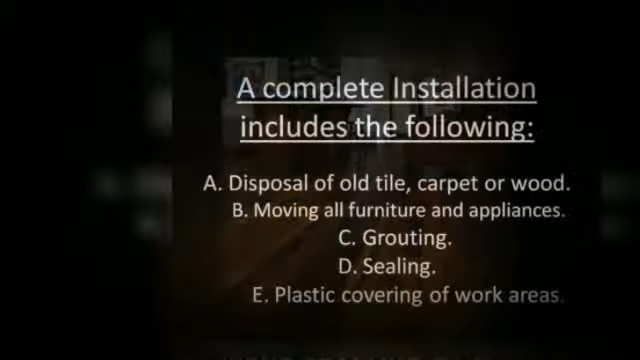 A complete Installation
includes the following:
A. Disposal of old tile, carpet or wood.
B. Moving all furniture and appliances.
C. Grouting.
D. Sealing.
E. Plastic covering of work areas.